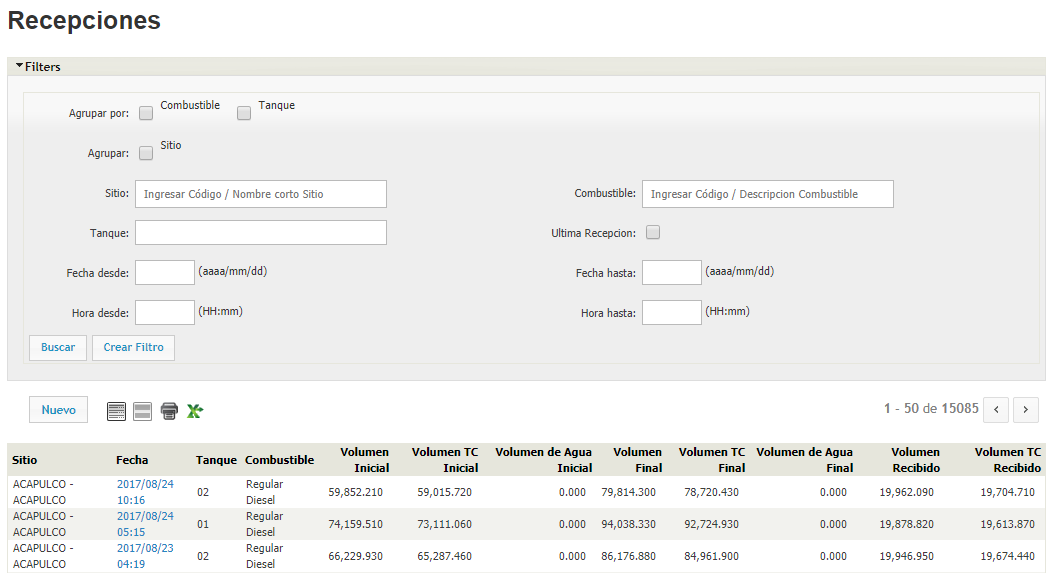 Recepciones
Filters
Agrupar por: Combustible Tanque
Agrupar: Sitio
Sitio: Ingresar Código / Nombre corto Sitio Combustible: Ingresar Código / Descripcion Combustible
Tanque: Ultima Recepcion:
Fecha desde: (aaaa/mm/dd) Fecha hasta: (aaaa/mm/dd)
Hora desde: (HH:mm) Hora hasta: (HH:mm)
Buscar Crear Filtro
Nuevo 1 - 50 de 15085 < >
Sitio Fecha Tanque Combustible Volumen Inicial Volumen TC Inicial Volumen de Agua Inicial Volumen Final Volumen TC Final Volumen de Agua Final Volumen Recibido Volumen TC Recibido
ACAPULCO - ACAPULCO 2017/08/24 10:16 02 Regular Diesel 59,852.210 59,015.720 0.000 79,814.300 78,720.430 0.000 19,962.090 19,704.710
ACAPULCO - ACAPULCO 2017/08/24 05:15 01 Regular Diesel 74,159.510 73,111.060 0.000 94,038.330 92,724.930 0.000 19,878.820 19,613.870
ACAPULCO - ACAPULCO 2017/08/23 04:19 02 Regular Diesel 66,229.930 65,287.460 0.000 86,176.880 84,961.900 0.000 19,946.950 19,674.440